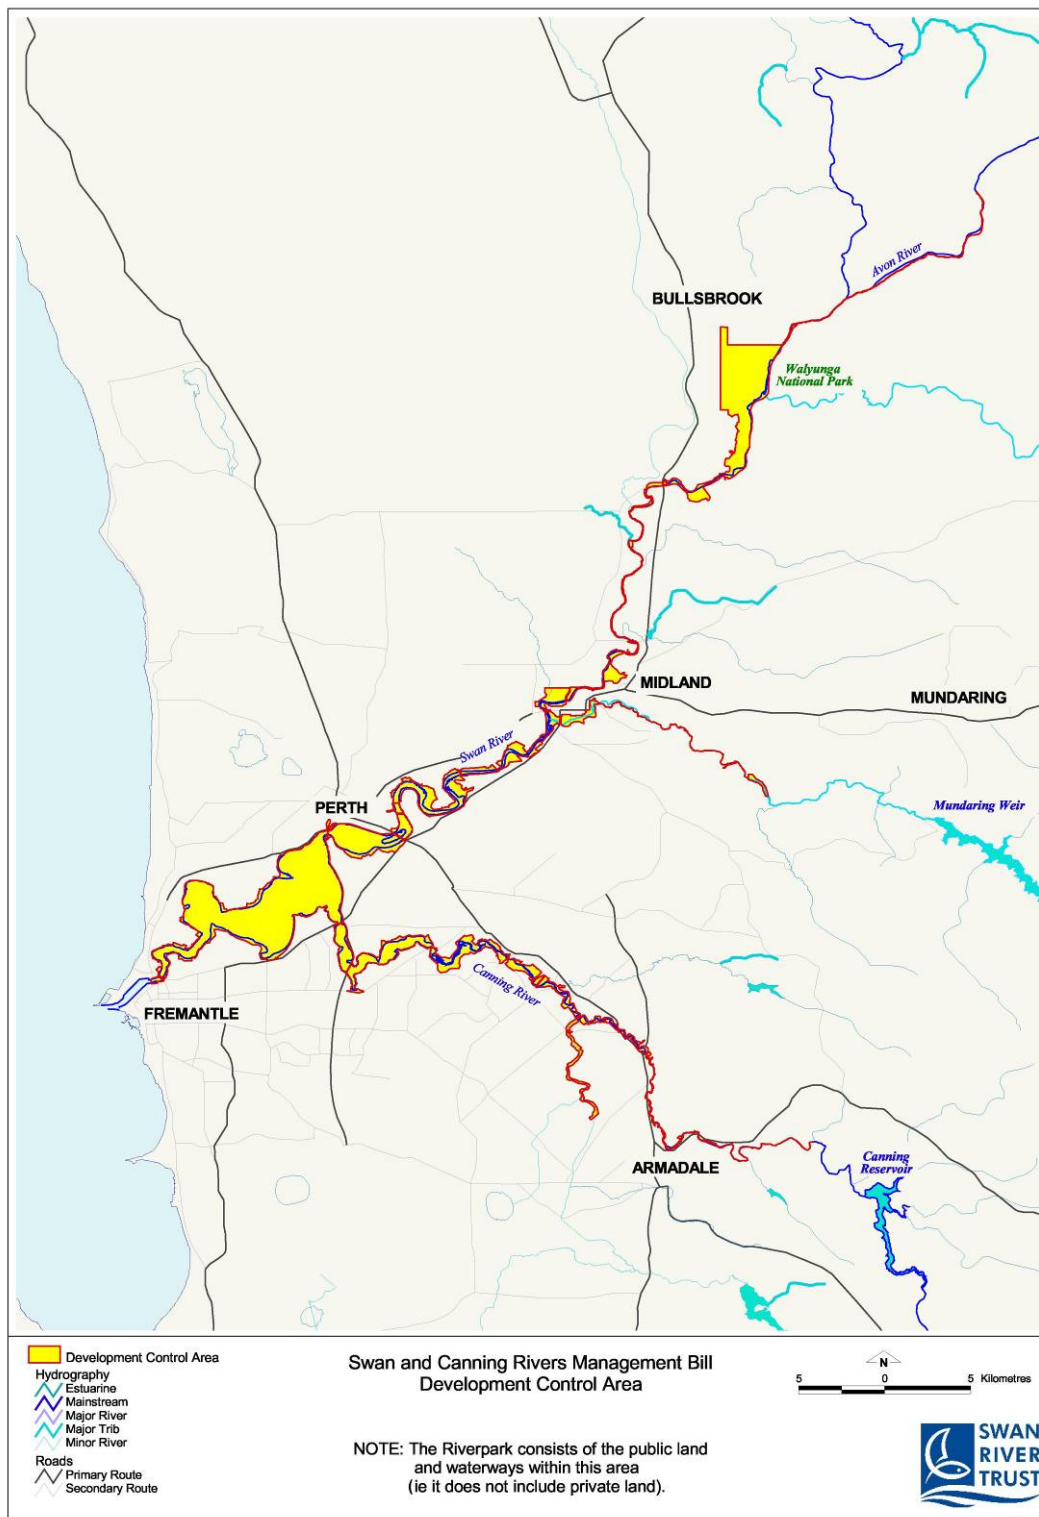 Avon River
BULLSBROOK
Walyunga
National Park
MIDLAND
MUNDARING
Swan River
PERTH
Mundaring Weir
Canning River
FREMANTLE
ARMADALE
Canning
Reservoir
Development Control Area
Hydrography
Estuarine
Mainstream
Major River
Major Trib
Minor River
Roads
Primary Route
Secondary Route
Swan and Canning Rivers Management Bill
Development Control Area
NOTE: The Riverpark consists of the public land
and waterways within this area
(ie it does not include private land).
N
5 0 5 Kilometres
SWAN
RIVER
TRUST